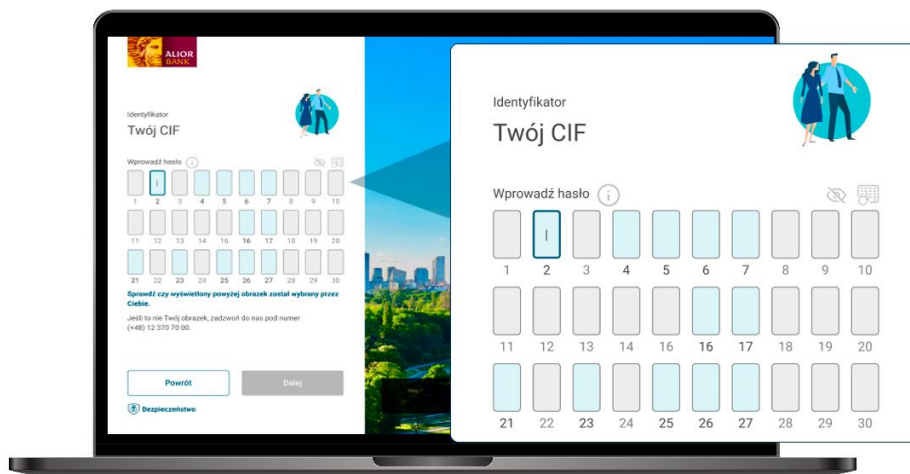 ALIOR
BANK
Identyfikator
Twój CIF
Wprowadź hasło i
1 2 3 4 5 6 7 8 9 10
11 12 13 14 16 16 17 18 19 20
21 22 23 24 25 26 27 28 29 30
Sprawdź czy wyświetlony powyżej obrazek został wybrany przez
Ciebie.
Jeśli to nie Twój obrazek, zadzwoń do nas pod numer
(+48) 12 370 70 00.
Powrót
Dalej
Bezpieczeństwo
Identyfikator
Twój CIF
Wprowadź hasło i
1 2 3 4 5 6 7 8 9 10
11 12 13 14 16 16 17 18 19 20
21 22 23 24 25 26 27 28 29 30